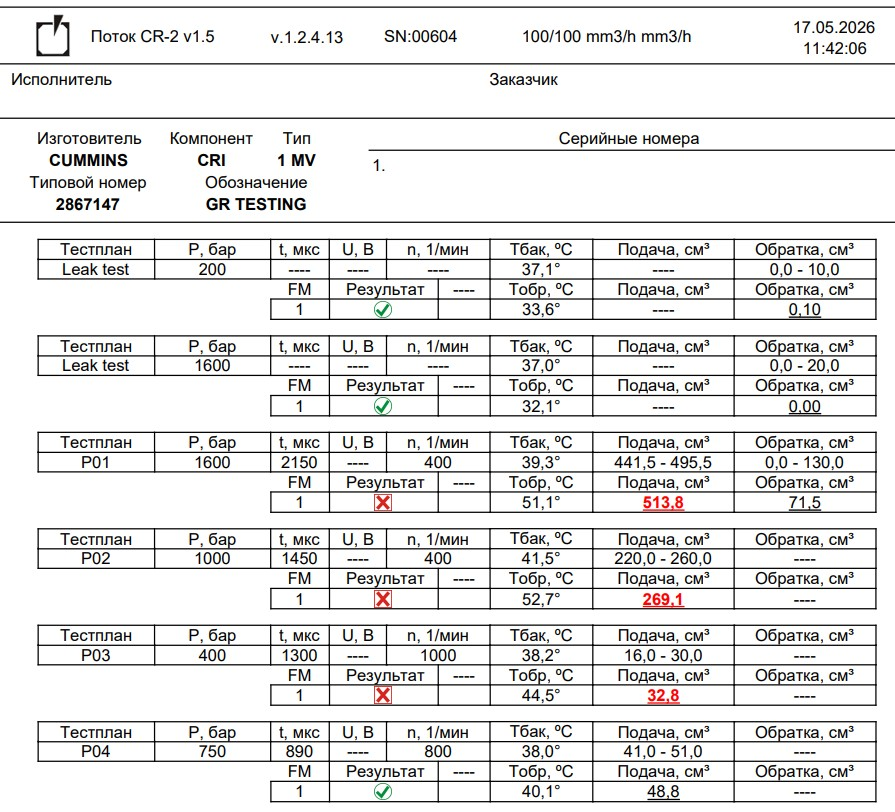 Поток CR-2 v1.5 v.1.2.4.13 SN:00604 100/100 mm3/h mm3/h 17.05.2026
11:42:06
Исполнитель Заказчик
Изготовитель Компонент Тип Серийные номера
CUMMINS CRI 1 MV 1.
Типовой номер Обозначение
2867147 GR TESTING
Тестплан P, бар t, мкс U, В n, 1/мин Тбак, ºC Подача, см³ Обратка, см³
Leak test 200 ---- ---- ---- 37,1° ---- 0,0 - 10,0
FM Результат ---- Тобр, ºC Подача, см³ Обратка, см³
1 33,6° ---- 0,10
Тестплан P, бар t, мкс U, В n, 1/мин Тбак, ºC Подача, см³ Обратка, см³
Leak test 1600 ---- ---- ---- 37,0° ---- 0,0 - 20,0
FM Результат ---- Тобр, ºC Подача, см³ Обратка, см³
1 32,1° ---- 0,00
Тестплан P, бар t, мкс U, В n, 1/мин Тбак, ºC Подача, см³ Обратка, см³
P01 1600 2150 ---- 400 39,3° 441,5 - 495,5 0,0 - 130,0
FM Результат ---- Тобр, ºC Подача, см³ Обратка, см³
1 51,1° 513,8 71,5
Тестплан P, бар t, мкс U, В n, 1/мин Тбак, ºC Подача, см³ Обратка, см³
P02 1000 1450 ---- 400 41,5° 220,0 - 260,0 ----
FM Результат ---- Тобр, ºC Подача, см³ Обратка, см³
1 52,7° 269,1 ----
Тестплан P, бар t, мкс U, В n, 1/мин Тбак, ºC Подача, см³ Обратка, см³
P03 400 1300 ---- 1000 38,2° 16,0 - 30,0 ----
FM Результат ---- Тобр, ºC Подача, см³ Обратка, см³
1 44,5° 32,8 ----
Тестплан P, бар t, мкс U, В n, 1/мин Тбак, ºC Подача, см³ Обратка, см³
P04 750 890 ---- 800 38,0° 41,0 - 51,0 ----
FM Результат ---- Тобр, ºC Подача, см³ Обратка, см³
1 40,1° 48,8 ----